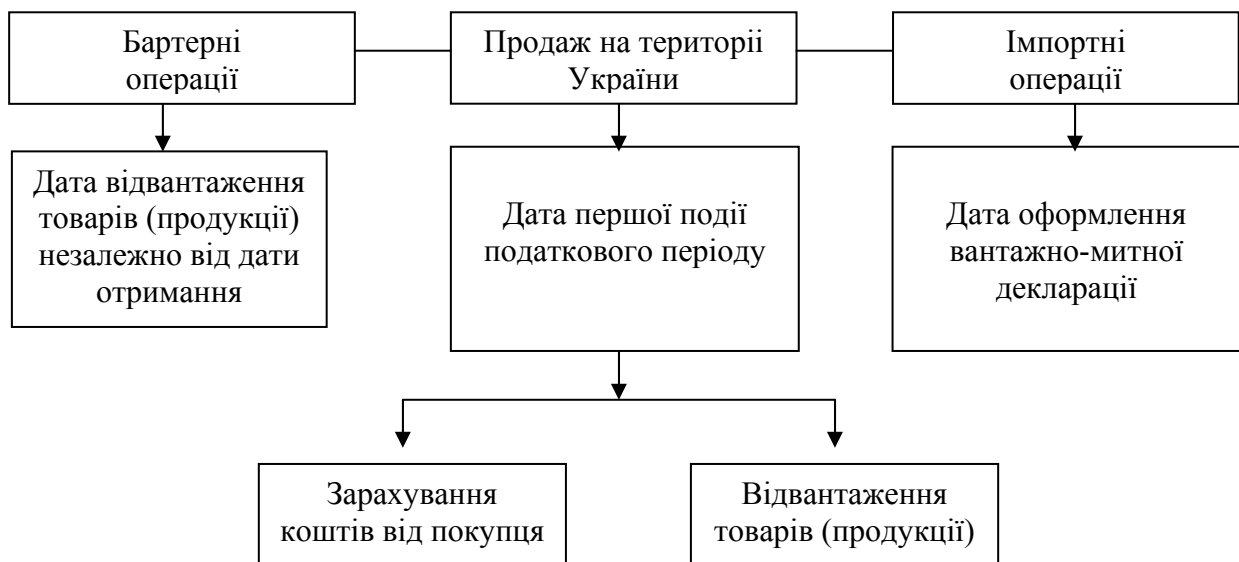 Бартерні
операції
Продаж на територіі
України
Імпортні
операції
Дата відвантаження
товарів (продукції)
незалежно від дати
отримання
Дата першої події
податкового періоду
Дата оформлення
вантажно-митної
декларації
Зарахування
коштів від покупця
Відвантаження
товарів (продукції)